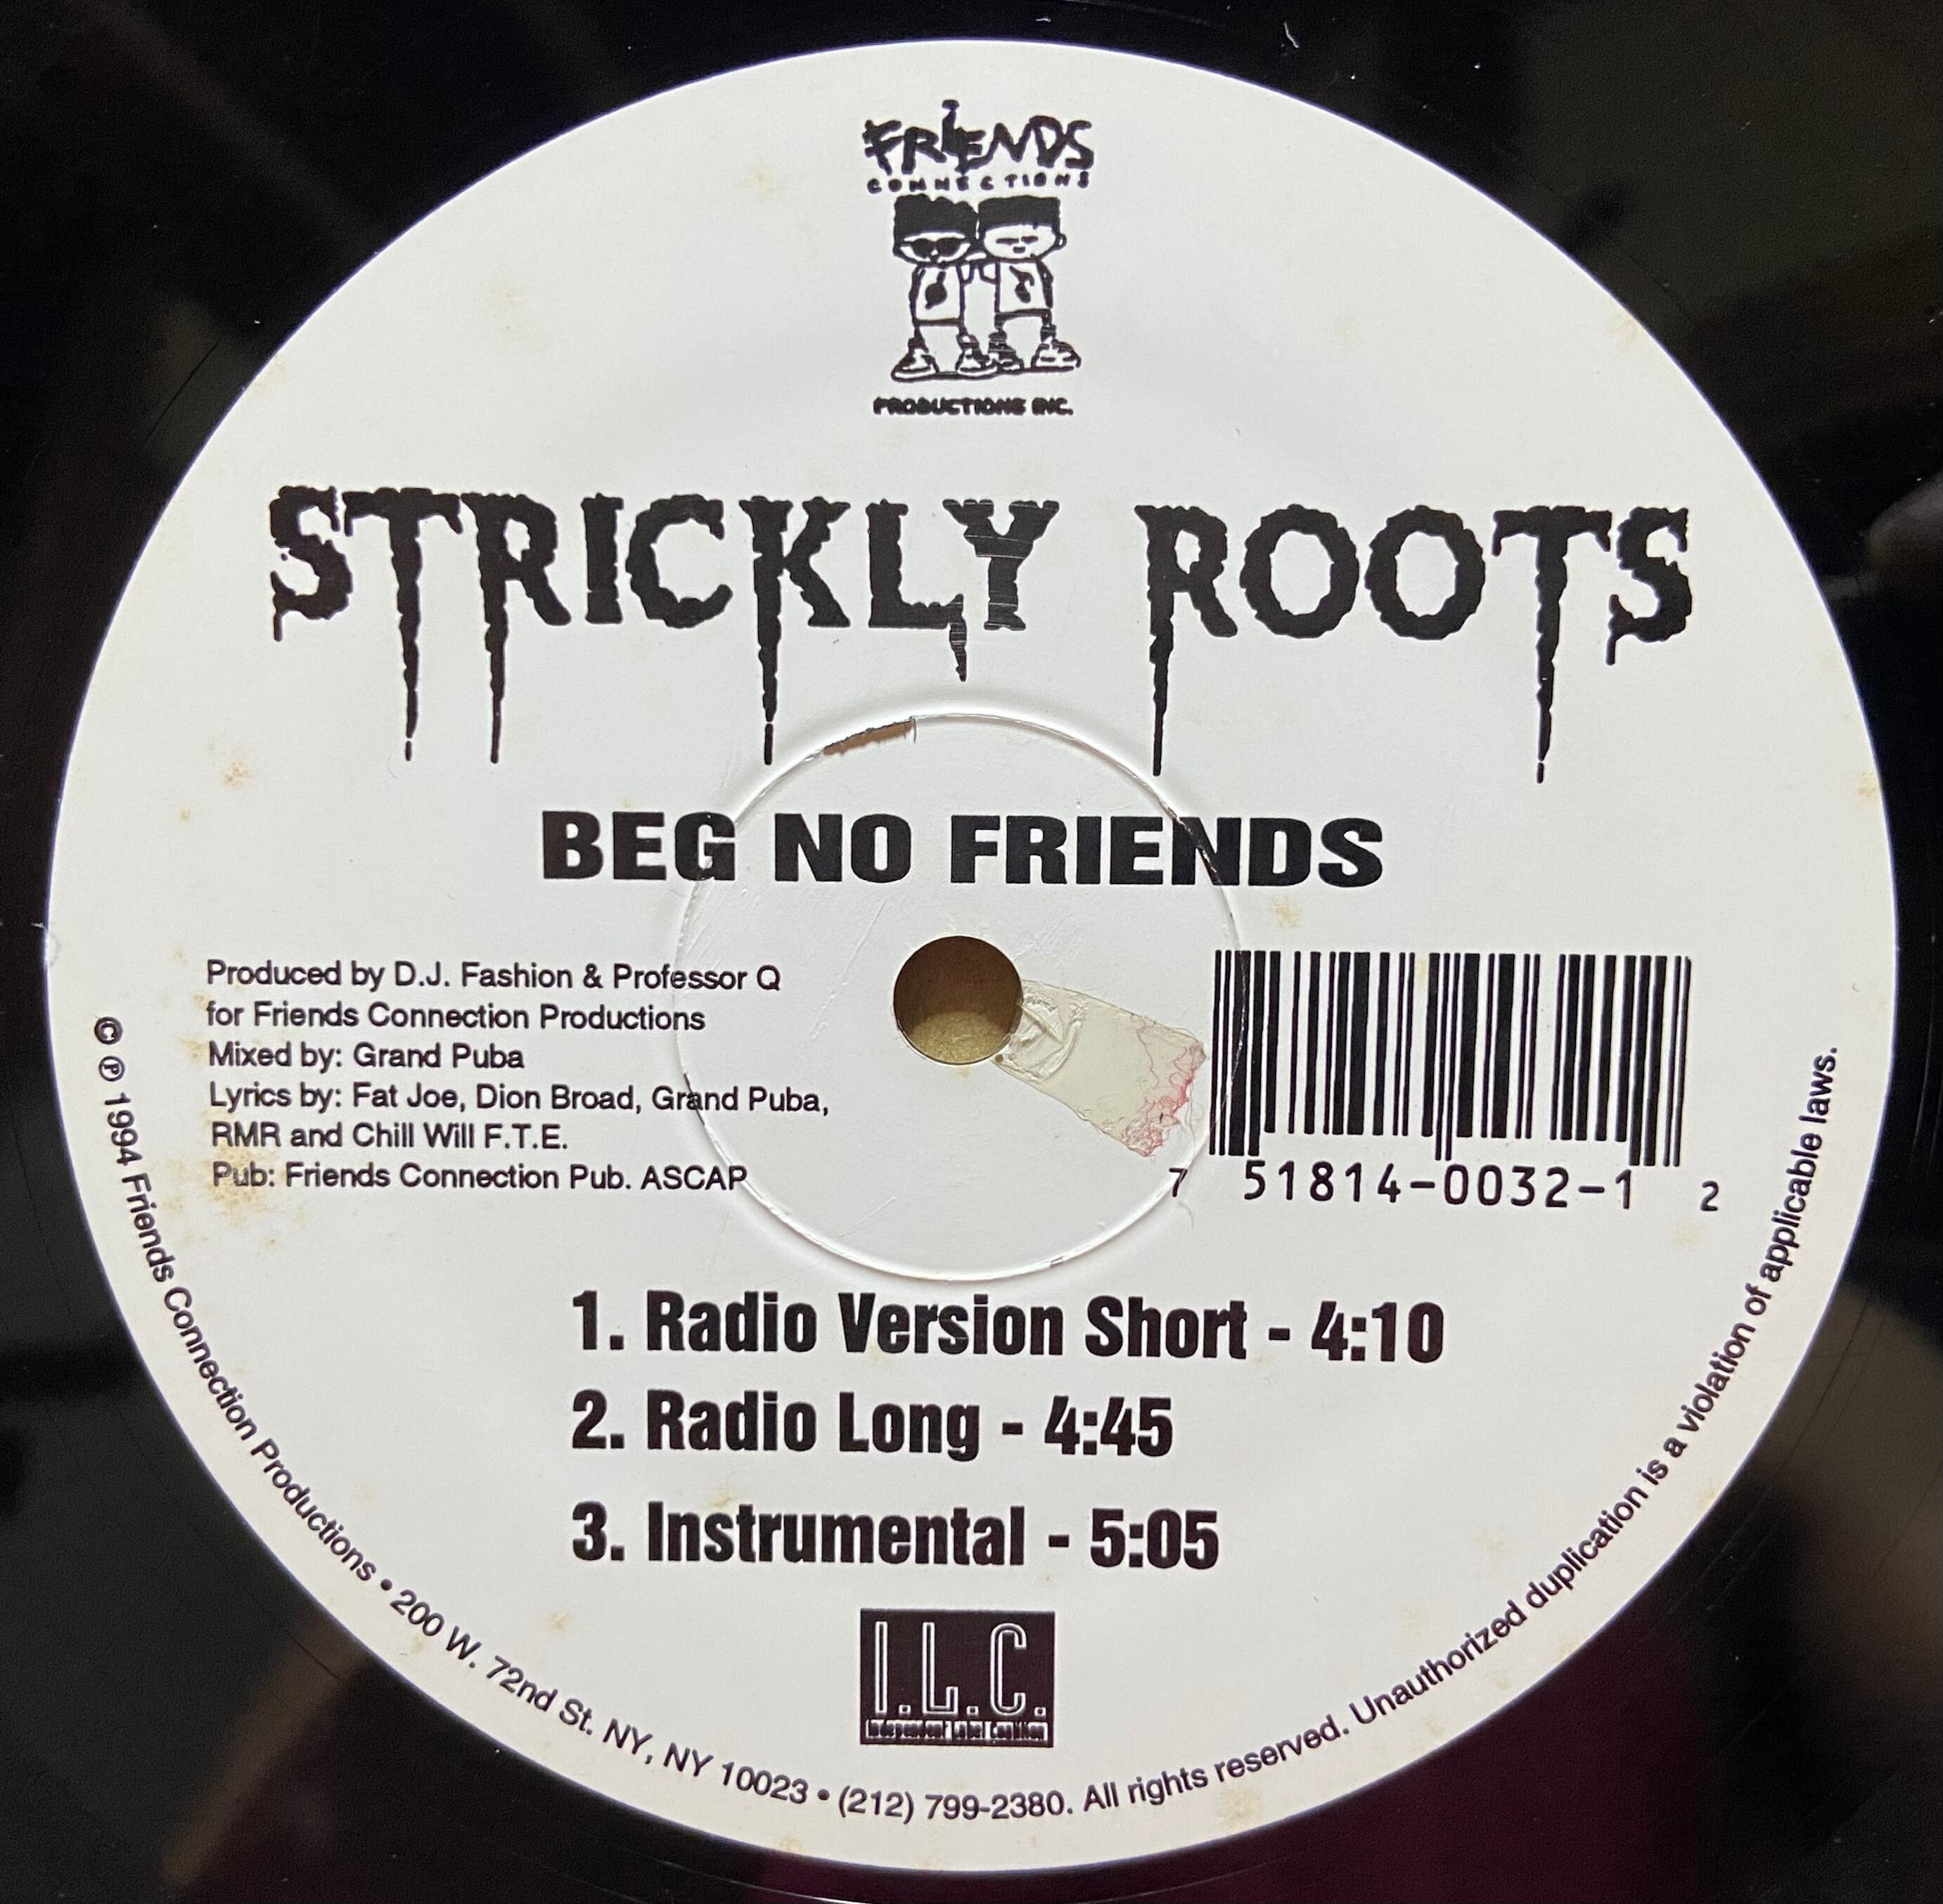 FRIENDS
CONNECTIONS
PRODUCTIONS INC.
STRICKLY ROOTS
BEG NO FRIENDS
Produced by D.J. Fashion & Professor Q
for Friends Connection Productions
Mixed by: Grand Puba
Lyrics by: Fat Joe, Dion Broad, Grand Puba,
RMR and Chill Will F.T.E.
Pub: Friends Connection Pub. ASCAP
7 51814-0032-1 2
1. Radio Version Short - 4:10
2. Radio Long - 4:45
3. Instrumental - 5:05
I.L.C.
Independent Label Coalition
© ℗ 1994 Friends Connection Productions • 200 W. 72nd St. NY, NY 10023 • (212) 799-2380. All rights reserved. Unauthorized duplication is a violation of applicable laws.